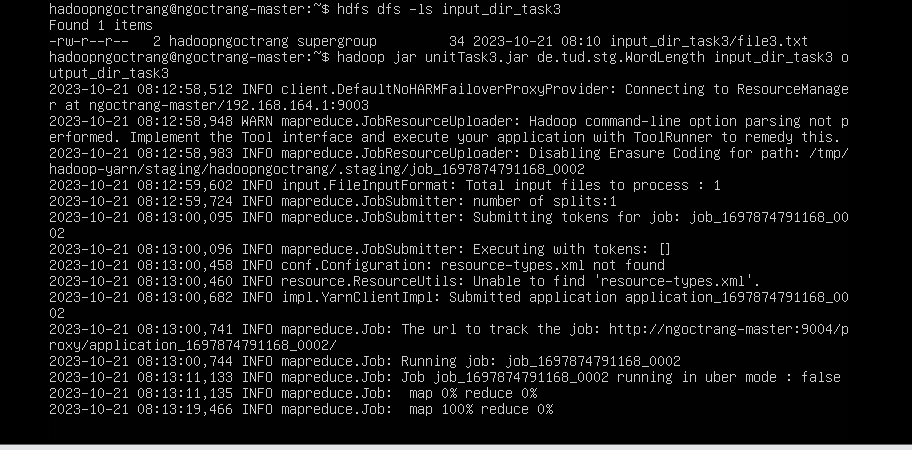 hadoopngoctrang@ngoctrang-master:~$ hdfs dfs -ls input_dir_task3
Found 1 items
-rw-r--r--   2 hadoopngoctrang supergroup         34 2023-10-21 08:10 input_dir_task3/file3.txt
hadoopngoctrang@ngoctrang-master:~$ hadoop jar unitTask3.jar de.tud.stg.WordLength input_dir_task3 o
utput_dir_task3
2023-10-21 08:12:58,512 INFO client.DefaultNoHARMFailoverProxyProvider: Connecting to ResourceManage
r at ngoctrang-master/192.168.164.1:9003
2023-10-21 08:12:58,948 WARN mapreduce.JobResourceUploader: Hadoop command-line option parsing not p
erformed. Implement the Tool interface and execute your application with ToolRunner to remedy this.
2023-10-21 08:12:58,983 INFO mapreduce.JobResourceUploader: Disabling Erasure Coding for path: /tmp/
hadoop-yarn/staging/hadoopngoctrang/.staging/job_1697874791168_0002
2023-10-21 08:12:59,602 INFO input.FileInputFormat: Total input files to process : 1
2023-10-21 08:12:59,724 INFO mapreduce.JobSubmitter: number of splits:1
2023-10-21 08:13:00,095 INFO mapreduce.JobSubmitter: Submitting tokens for job: job_1697874791168_00
02
2023-10-21 08:13:00,096 INFO mapreduce.JobSubmitter: Executing with tokens: []
2023-10-21 08:13:00,458 INFO conf.Configuration: resource-types.xml not found
2023-10-21 08:13:00,460 INFO resource.ResourceUtils: Unable to find 'resource-types.xml'.
2023-10-21 08:13:00,682 INFO impl.YarnClientImpl: Submitted application application_1697874791168_00
02
2023-10-21 08:13:00,741 INFO mapreduce.Job: The url to track the job: http://ngoctrang-master:9004/p
roxy/application_1697874791168_0002/
2023-10-21 08:13:00,744 INFO mapreduce.Job: Running job: job_1697874791168_0002
2023-10-21 08:13:11,133 INFO mapreduce.Job: Job job_1697874791168_0002 running in uber mode : false
2023-10-21 08:13:11,135 INFO mapreduce.Job:  map 0% reduce 0%
2023-10-21 08:13:19,466 INFO mapreduce.Job:  map 100% reduce 0%